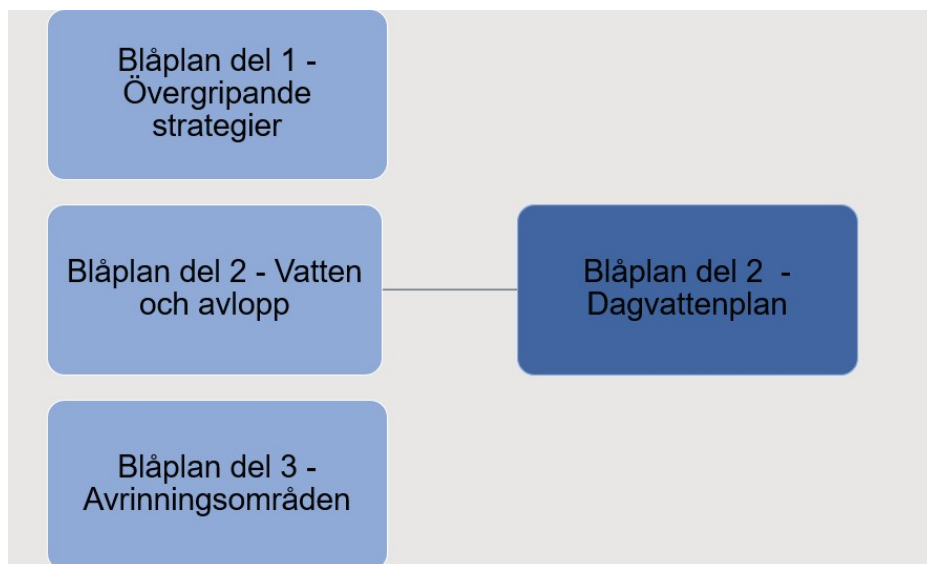 Blåplan del 1 -
Övergripande
strategier
Blåplan del 2 - Vatten
och avlopp
Blåplan del 2 -
Dagvattenplan
Blåplan del 3 -
Avrinningsområden